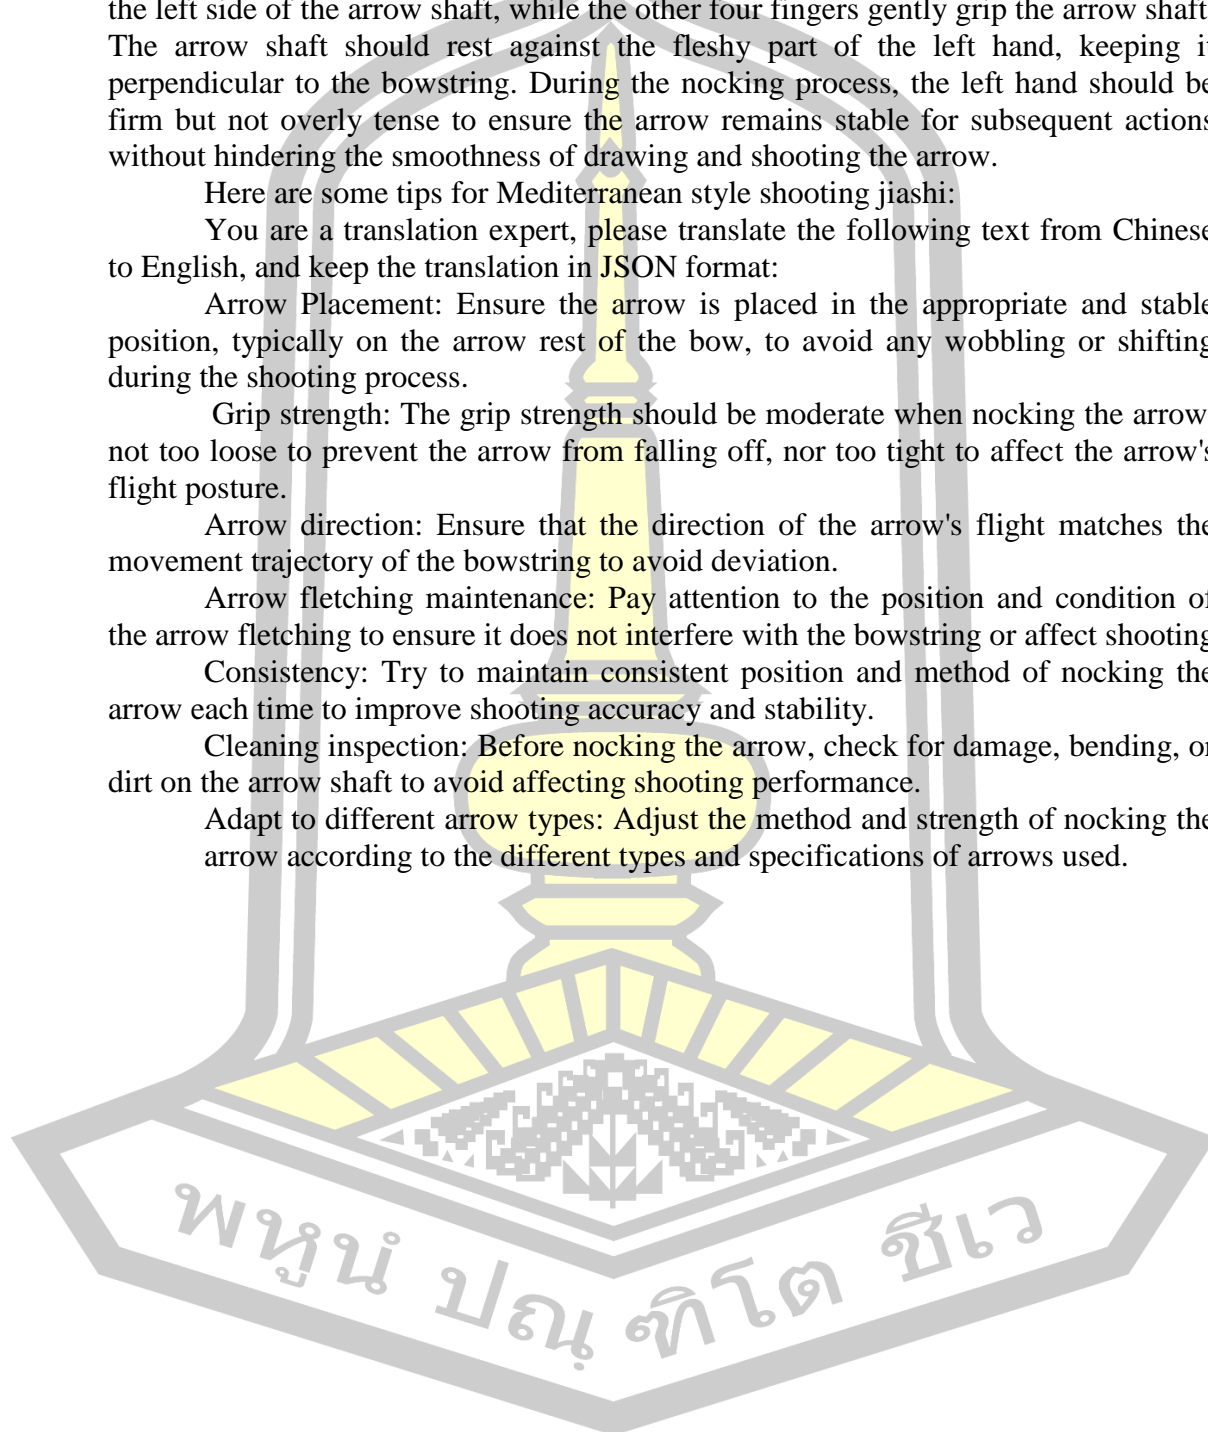 the left side of the arrow shaft, while the other four fingers gently grip the arrow shaft
The arrow shaft should rest against the fleshy part of the left hand, keeping it
perpendicular to the bowstring. During the nocking process, the left hand should be
firm but not overly tense to ensure the arrow remains stable for subsequent actions
without hindering the smoothness of drawing and shooting the arrow.
Here are some tips for Mediterranean style shooting jiashi:
You are a translation expert, please translate the following text from Chinese
to English, and keep the translation in JSON format:
Arrow Placement: Ensure the arrow is placed in the appropriate and stable
position, typically on the arrow rest of the bow, to avoid any wobbling or shifting
during the shooting process.
Grip strength: The grip strength should be moderate when nocking the arrow
not too loose to prevent the arrow from falling off, nor too tight to affect the arrow's
flight posture.
Arrow direction: Ensure that the direction of the arrow's flight matches the
movement trajectory of the bowstring to avoid deviation.
Arrow fletching maintenance: Pay attention to the position and condition of
the arrow fletching to ensure it does not interfere with the bowstring or affect shooting
Consistency: Try to maintain consistent position and method of nocking the
arrow each time to improve shooting accuracy and stability.
Cleaning inspection: Before nocking the arrow, check for damage, bending, or
dirt on the arrow shaft to avoid affecting shooting performance.
Adapt to different arrow types: Adjust the method and strength of nocking the
arrow according to the different types and specifications of arrows used.
พหูนํ ปณฺฑิโต ชีเว